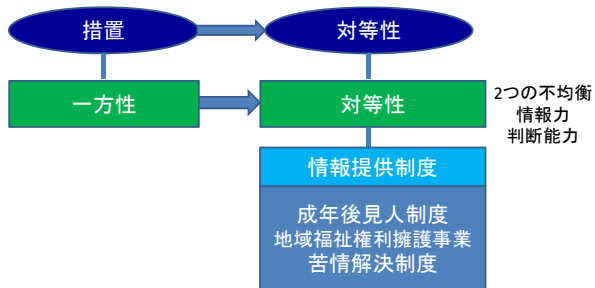 措置
対等性
一方性
対等性
2つの不均衡
情報力
判断能力
情報提供制度
成年後見人制度
地域福祉権利擁護事業
苦情解決制度